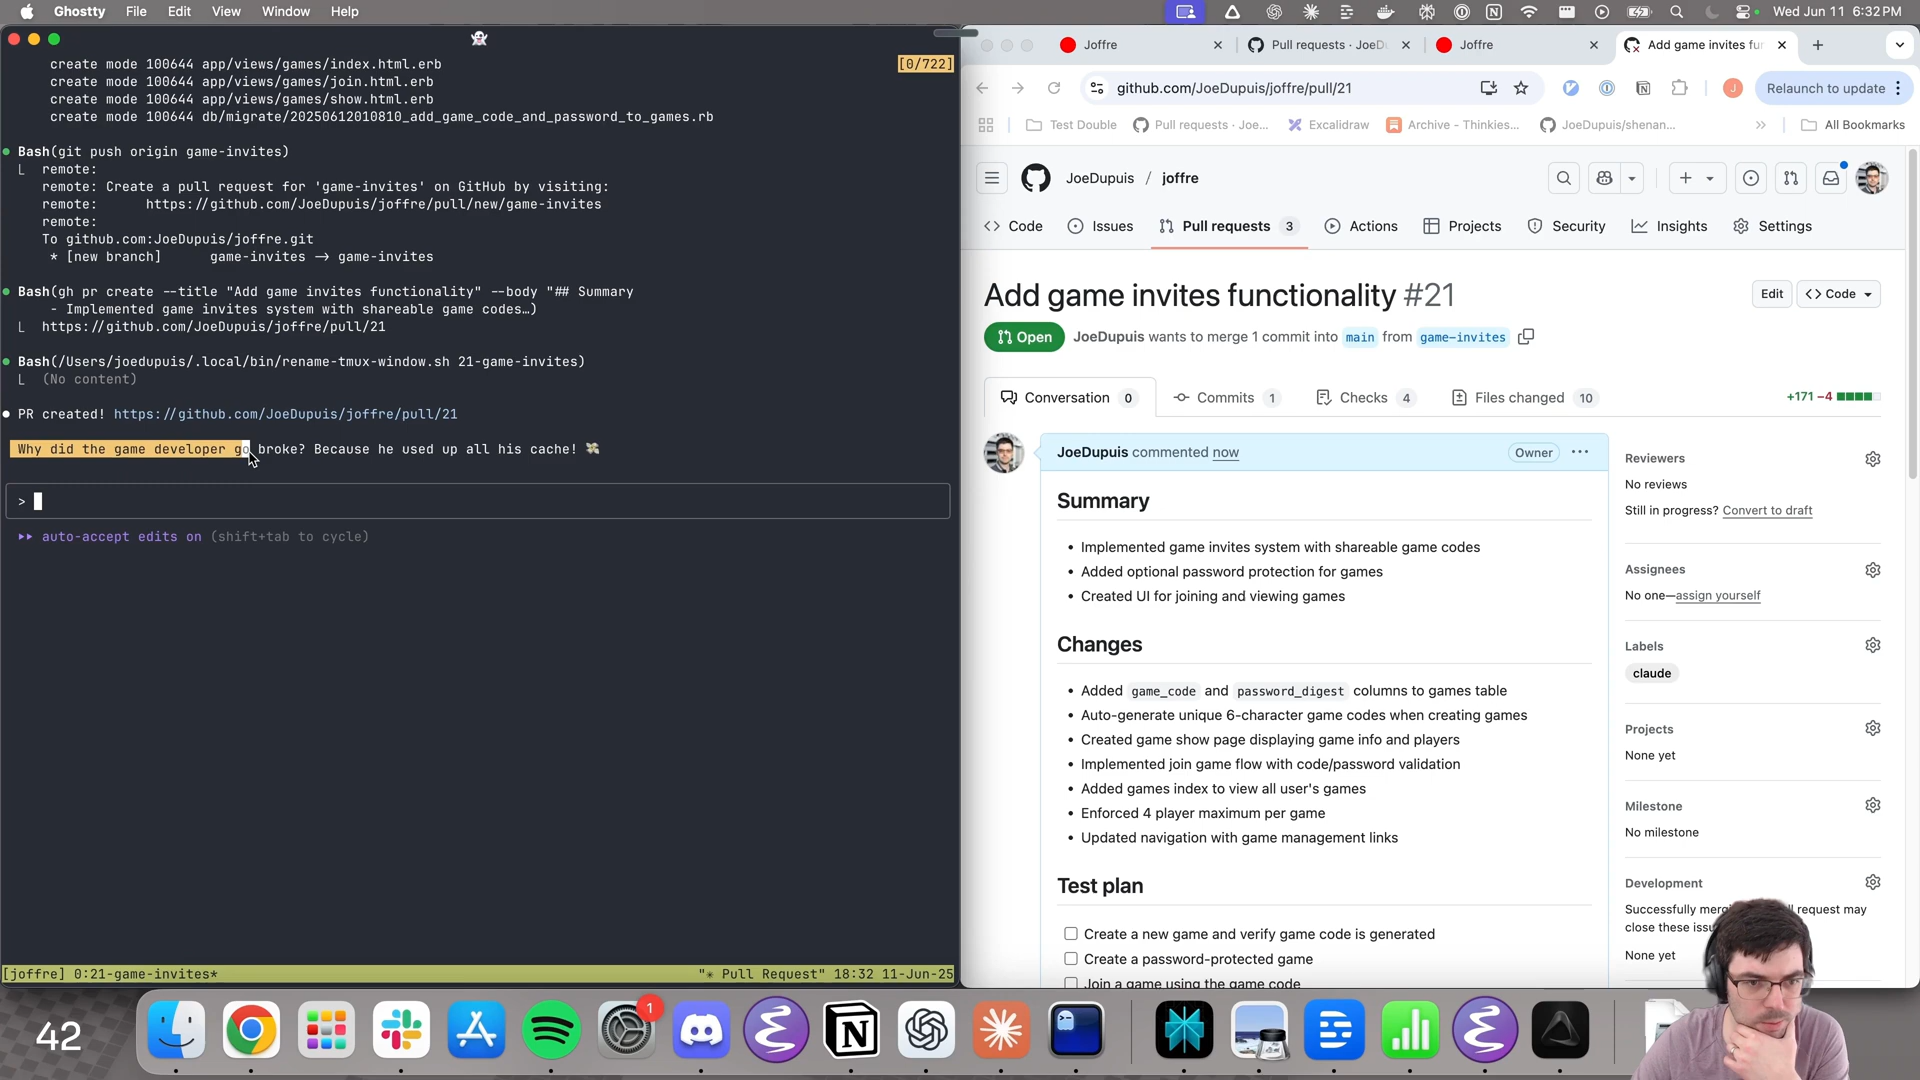 Ghostty File Edit View Window Help
Wed Jun 11 6:32 PM
create mode 100644 app/views/games/index.html.erb
[0/722]
create mode 100644 app/views/games/join.html.erb
create mode 100644 app/views/games/show.html.erb
create mode 100644 db/migrate/20250612010810_add_game_code_and_password_to_games.rb
Bash(git push origin game-invites)
remote:
remote: Create a pull request for 'game-invites' on GitHub by visiting:
remote:      https://github.com/JoeDupuis/joffre/pull/new/game-invites
remote:
To github.com:JoeDupuis/joffre.git
* [new branch]      game-invites -> game-invites
Bash(gh pr create --title "Add game invites functionality" --body "## Summary
- Implemented game invites system with shareable game codes…)
https://github.com/JoeDupuis/joffre/pull/21
Bash(/Users/joedupuis/.local/bin/rename-tmux-window.sh 21-game-invites)
(No content)
PR created! https://github.com/JoeDupuis/joffre/pull/21
Why did the game developer go broke? Because he used up all his cache! 💸
>
auto-accept edits on (shift+tab to cycle)
[joffre] 0:21-game-invites*
"✳ Pull Request" 18:32 11-Jun-25
Joffre
Pull requests · JoeD
Joffre
Add game invites fun
github.com/JoeDupuis/joffre/pull/21
J
Relaunch to update
Test Double
Pull requests · Joe...
Excalidraw
Archive - Thinkies...
JoeDupuis/shenan...
»
All Bookmarks
JoeDupuis / joffre
Code
Issues
Pull requests 3
Actions
Projects
Security
Insights
Settings
Add game invites functionality #21
Edit
Code
Open
JoeDupuis wants to merge 1 commit into main from game-invites
Conversation 0
Commits 1
Checks 4
Files changed 10
+171 −4
JoeDupuis commented now
Owner
Summary
• Implemented game invites system with shareable game codes
• Added optional password protection for games
• Created UI for joining and viewing games
Changes
• Added game_code and password_digest columns to games table
• Auto-generate unique 6-character game codes when creating games
• Created game show page displaying game info and players
• Implemented join game flow with code/password validation
• Added games index to view all user's games
• Enforced 4 player maximum per game
• Updated navigation with game management links
Test plan
Create a new game and verify game code is generated
Create a password-protected game
Join a game using the game code
Reviewers
No reviews
Still in progress? Convert to draft
Assignees
No one—assign yourself
Labels
claude
Projects
None yet
Milestone
No milestone
Development
Successfully request may
close these
None yet
42
1